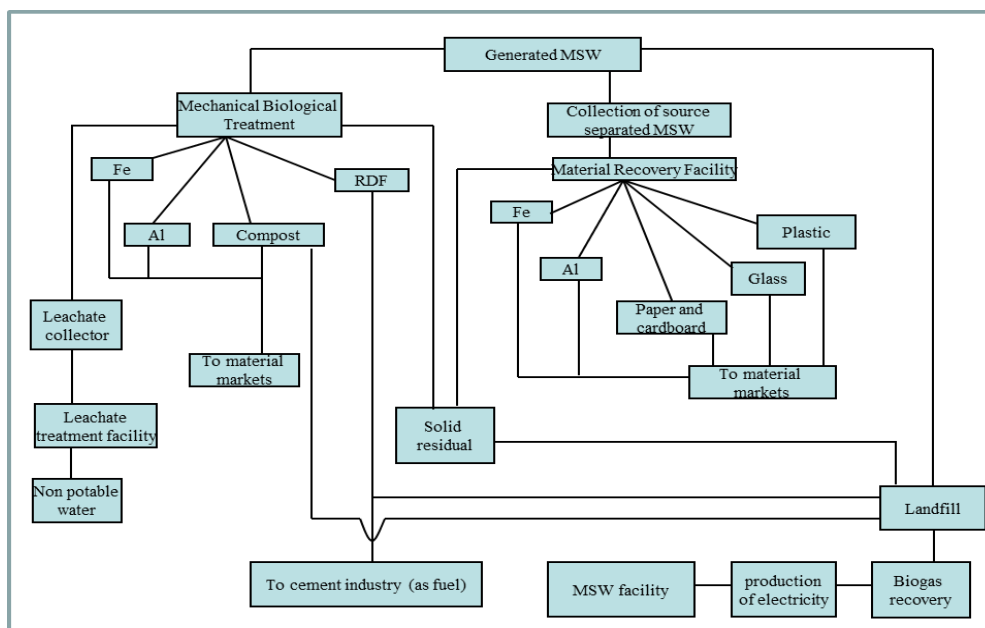 Generated MSW
Mechanical Biological
Treatment
Collection of source
separated MSW
Fe
RDF
Material Recovery Facility
Al
Compost
Fe
Plastic
Al
Glass
Leachate
collector
Paper and
cardboard
To material
markets
To material
markets
Leachate
treatment facility
Solid
residual
Non potable
water
Landfill
To cement industry (as fuel)
MSW facility
production
of electricity
Biogas
recovery